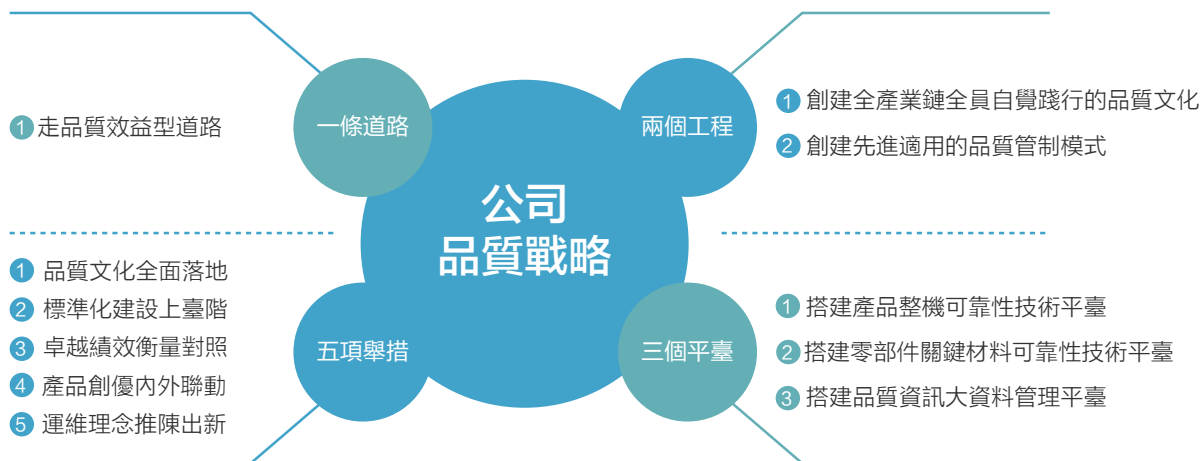 一條道路
1 走品質效益型道路
兩個工程
1 創建全產業鏈全員自覺踐行的品質文化
2 創建先進適用的品質管制模式
公司
品質戰略
五項舉措
1 品質文化全面落地
2 標準化建設上臺階
3 卓越績效衡量對照
4 產品創優內外聯動
5 運維理念推陳出新
三個平臺
1 搭建產品整機可靠性技術平臺
2 搭建零部件關鍵材料可靠性技術平臺
3 搭建品質資訊大資料管理平臺